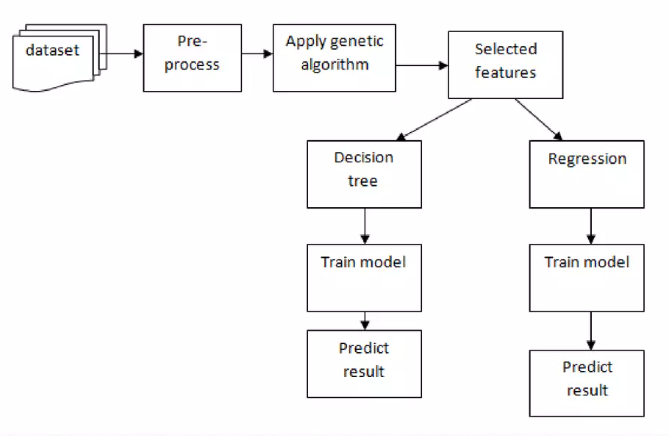 dataset
Pre-
process
Apply genetic
algorithm
Selected
features
Decision
tree
Regression
Train model
Train model
Predict
result
Predict
result